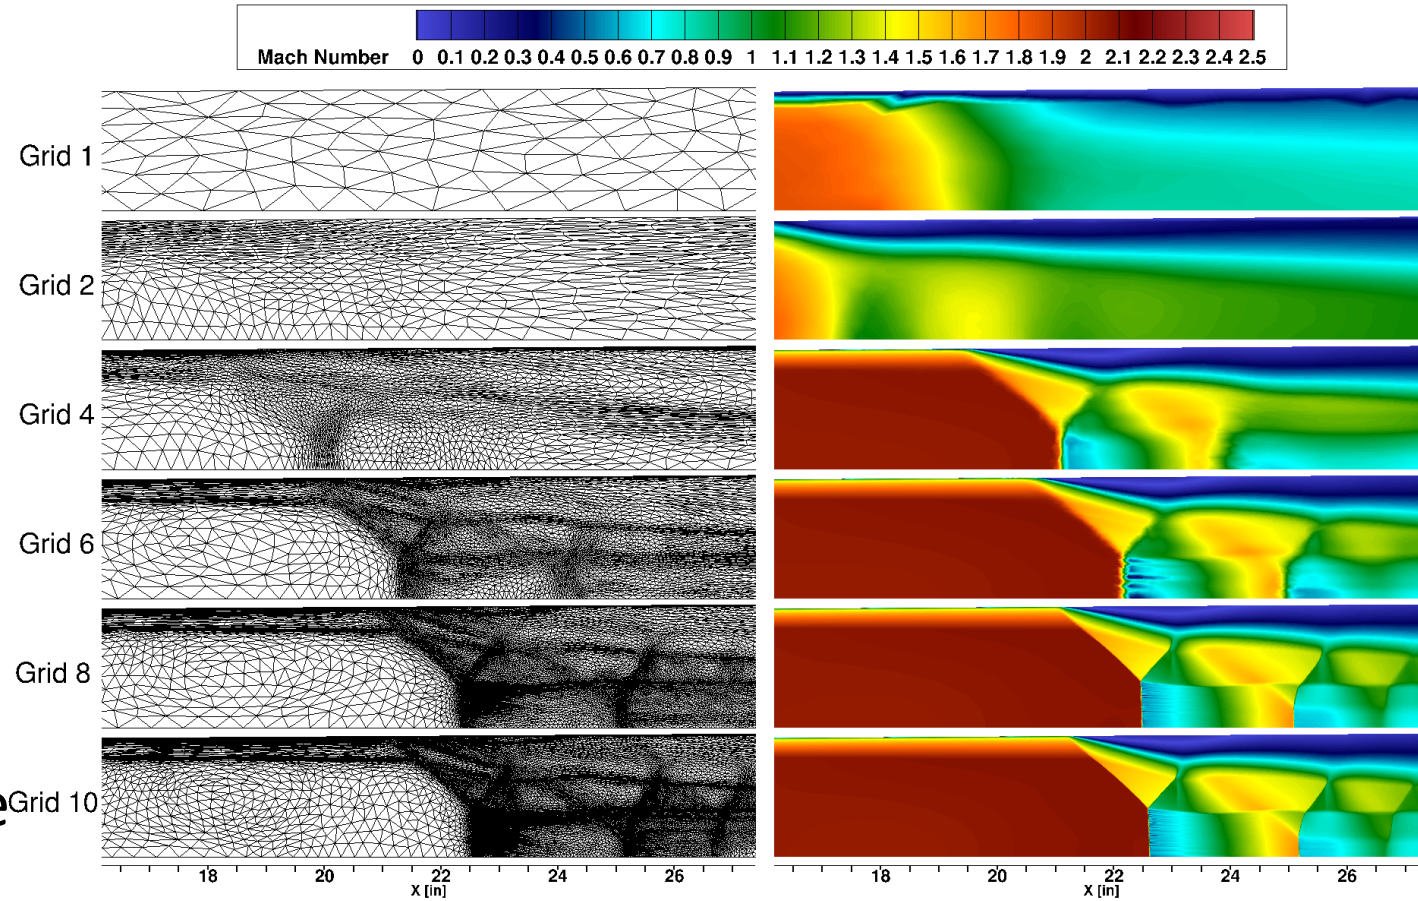 Mach Number 0 0.1 0.2 0.3 0.4 0.5 0.6 0.7 0.8 0.9 1 1.1 1.2 1.3 1.4 1.5 1.6 1.7 1.8 1.9 2 2.1 2.2 2.3 2.4 2.5
Grid 1
Grid 2
Grid 4
Grid 6
Grid 8
e
Grid 10
18 20 22 24 26
X [in]
18 20 22 24 26
X [in]